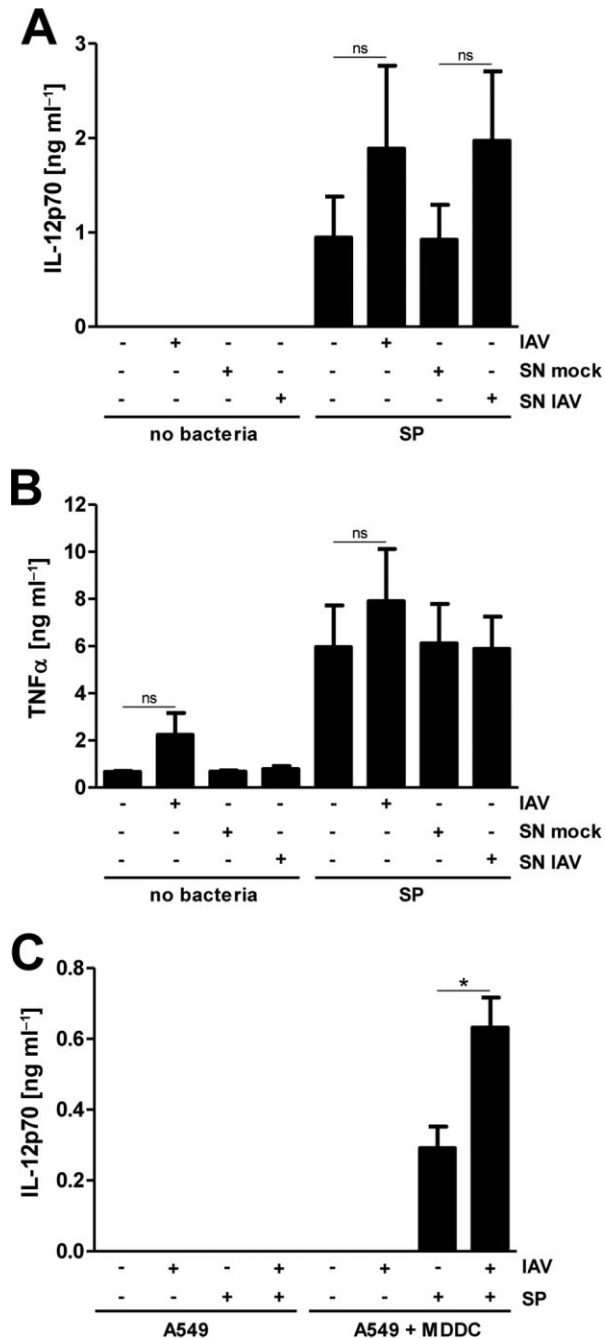 A
IL-12p70 [ng ml⁻¹]
3
2
1
0
ns
ns
- + - - - + - - IAV
- - + - - - + - SN mock
- - - + - - - + SN IAV
no bacteria SP
B
TNFα [ng ml⁻¹]
12
10
8
6
4
2
0
ns
ns
- + - - - + - - IAV
- - + - - - + - SN mock
- - - + - - - + SN IAV
no bacteria SP
C
IL-12p70 [ng ml⁻¹]
0.8
0.6
0.4
0.2
0.0
*
- + - + - + - + IAV
- - + + - - + + SP
A549 A549 + MDDC